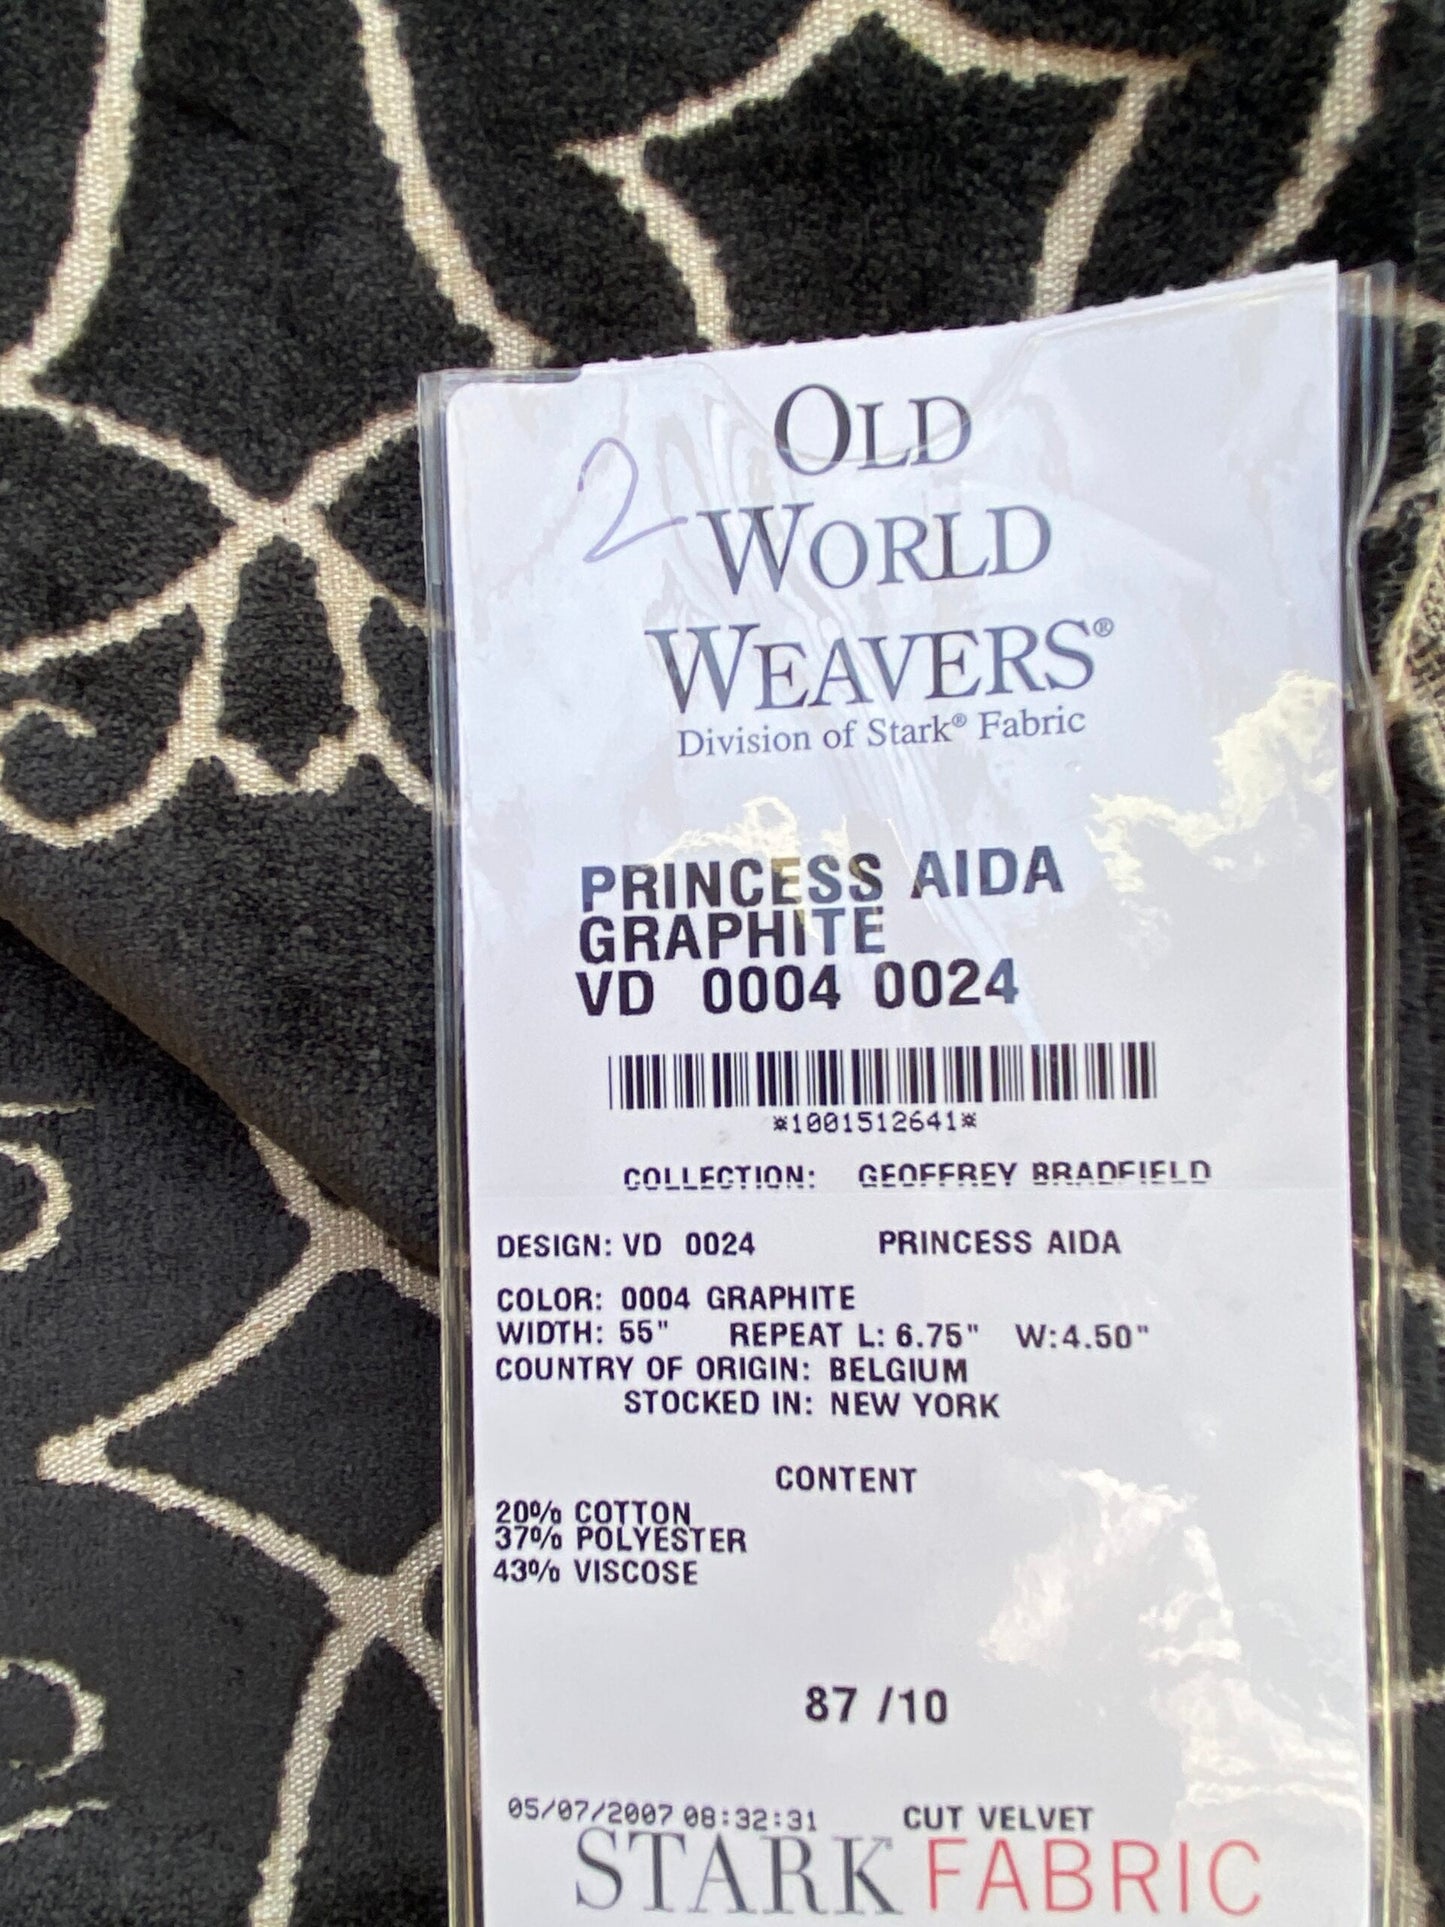 2
OLD
WORLD
WEAVERS®
Division of Stark® Fabric
PRINCESS AIDA
GRAPHITE
VD 0004 0024
*1001512641*
COLLECTION: GEOFFREY BRADFIELD
DESIGN: VD 0024 PRINCESS AIDA
COLOR: 0004 GRAPHITE
WIDTH: 55" REPEAT L: 6.75" W:4.50"
COUNTRY OF ORIGIN: BELGIUM
STOCKED IN: NEW YORK
CONTENT
20% COTTON
37% POLYESTER
43% VISCOSE
87 /10
05/07/2007 08:32:31 CUT VELVET
STARK FABRIC